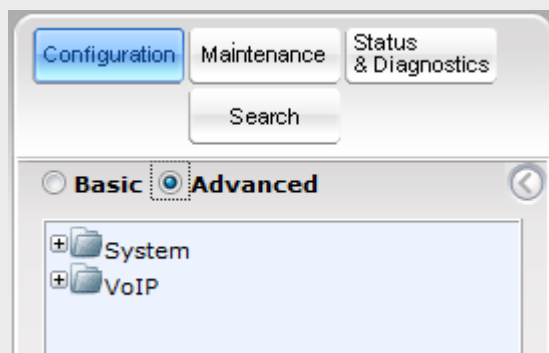 Configuration Maintenance Status
& Diagnostics
Search
Basic Advanced
System
VoIP